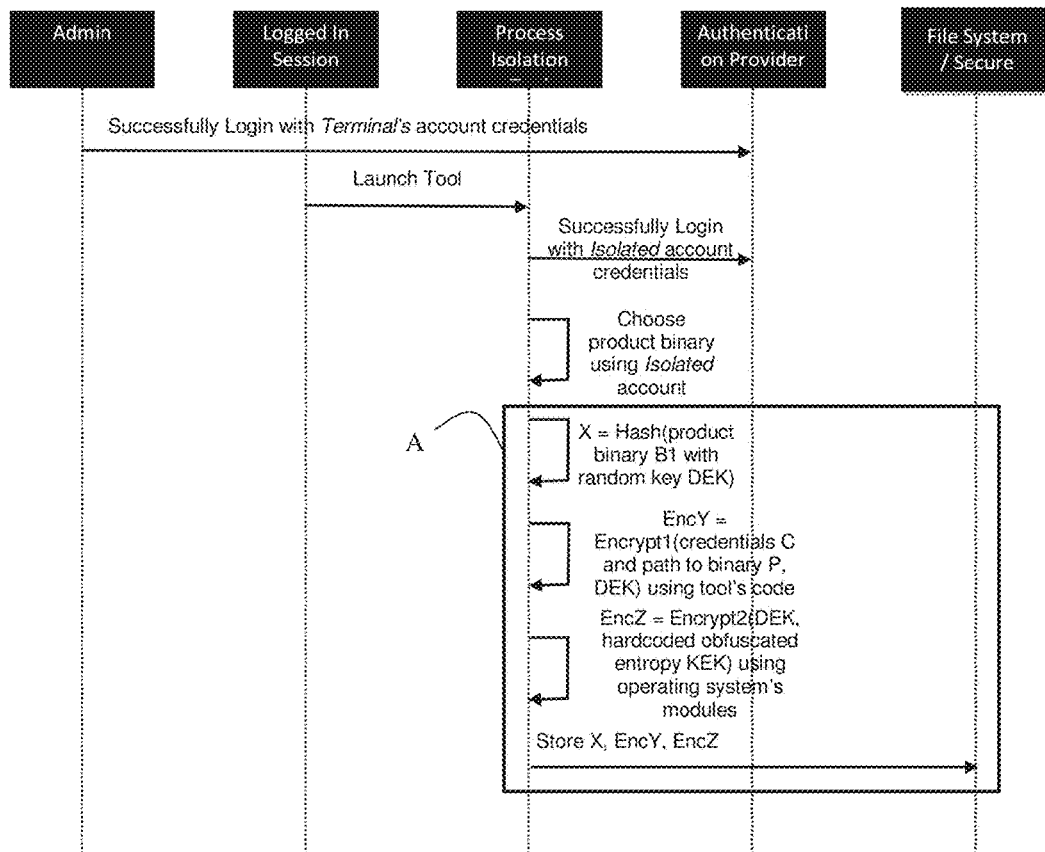 Admin
Logged In
Session
Process
Isolation
Authenticati
on Provider
File System
/ Secure
Successfully Login with Terminal's account credentials
Launch Tool
Successfully Login
with Isolated account
credentials
Choose
product binary
using Isolated
account
A
X = Hash(product
binary B1 with
random key DEK)
EncY =
Encrypt1(credentials C
and path to binary P,
DEK) using tool's code
EncZ = Encrypt2(DEK,
hardcoded obfuscated
entropy KEK) using
operating system's
modules
Store X, EncY, EncZ